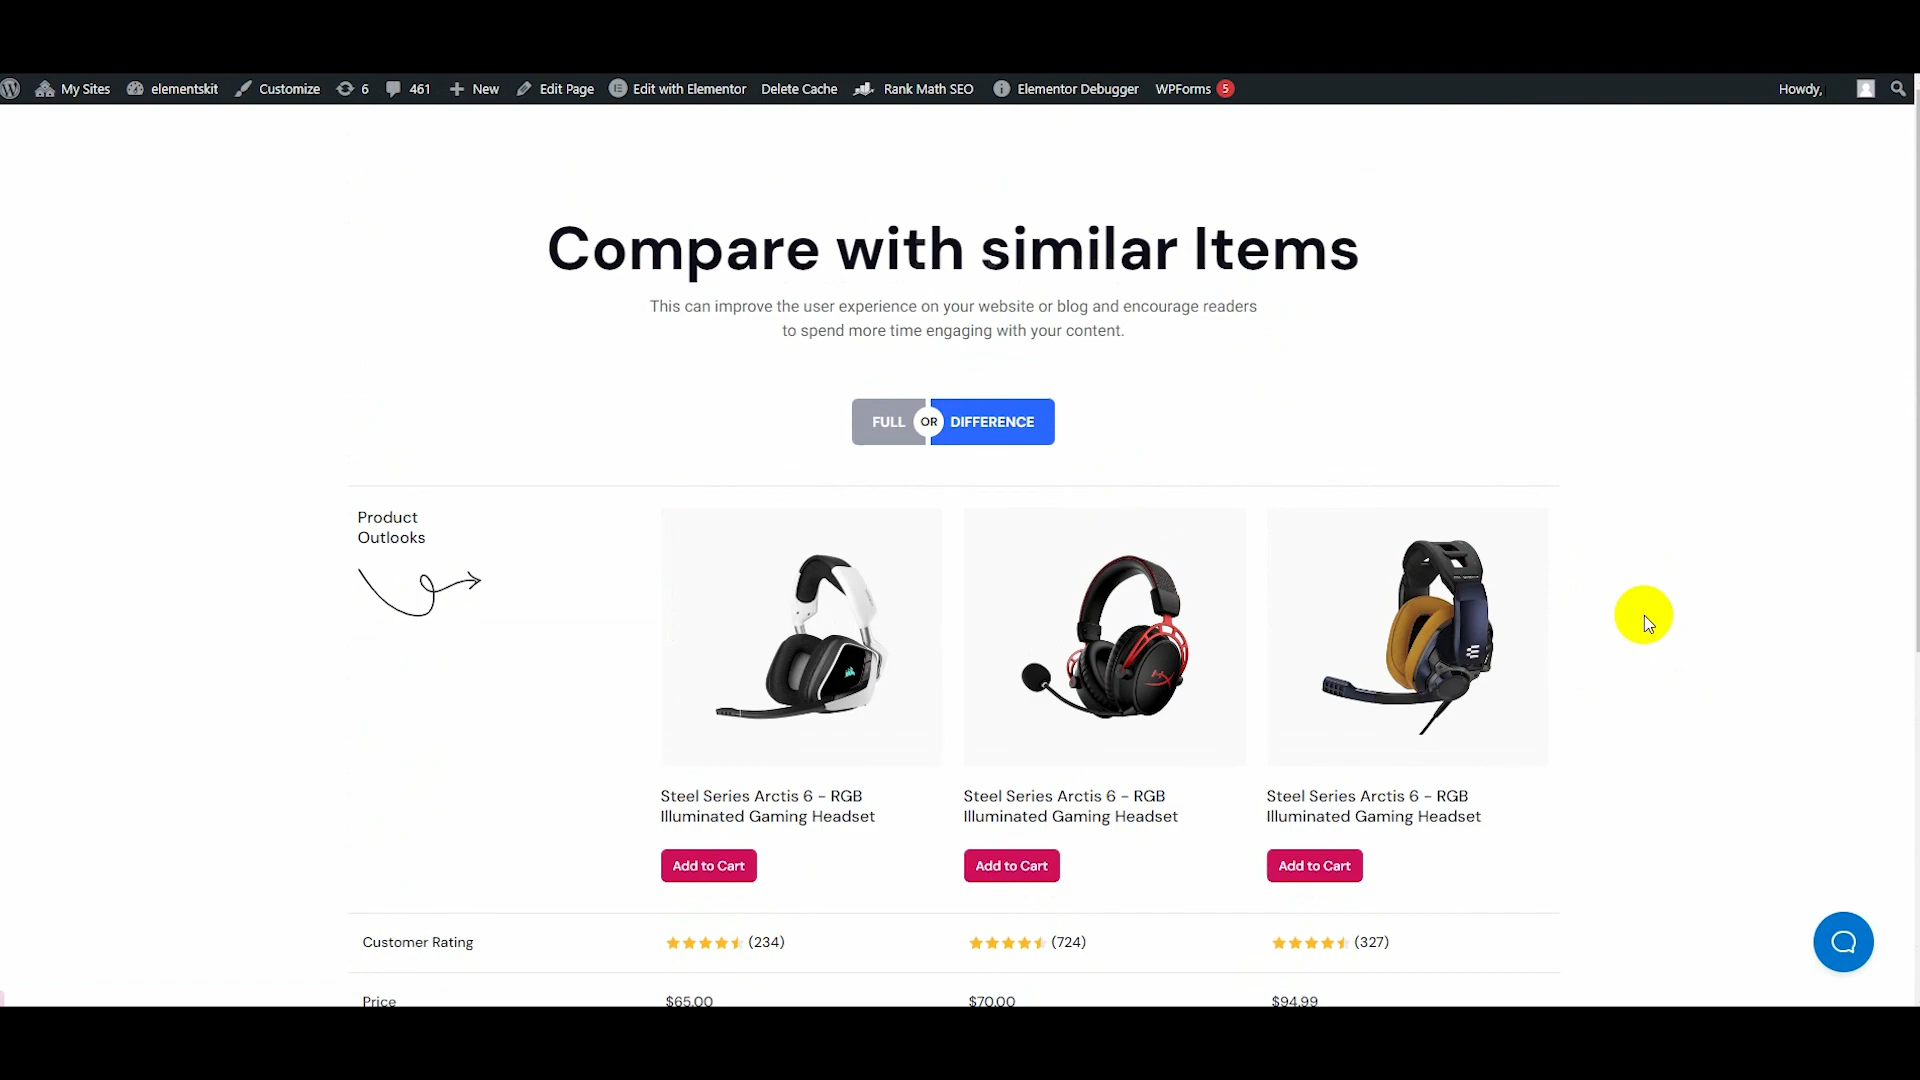 My Sites elementskit Customize 6 461 New Edit Page Edit with Elementor Delete Cache Rank Math SEO Elementor Debugger WPForms 5 Howdy,
Compare with similar Items
This can improve the user experience on your website or blog and encourage readers
to spend more time engaging with your content.
FULL OR DIFFERENCE
Product
Outlooks
Steel Series Arctis 6 – RGB
Illuminated Gaming Headset
Steel Series Arctis 6 – RGB
Illuminated Gaming Headset
Steel Series Arctis 6 – RGB
Illuminated Gaming Headset
Add to Cart Add to Cart Add to Cart
Customer Rating (234) (724) (327)
Price $65.00 $70.00 $94.99